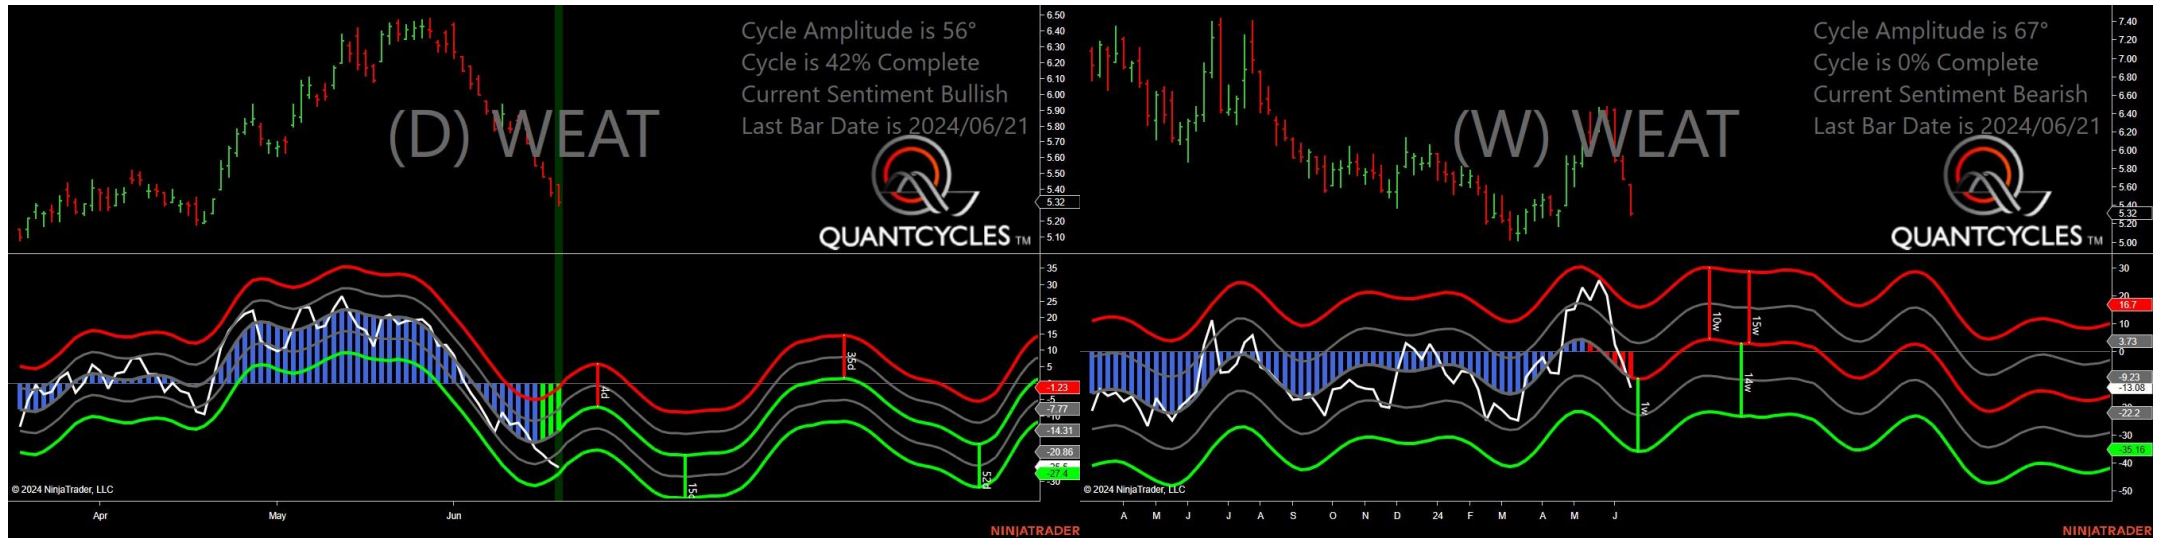 Cycle Amplitude is 56°
Cycle is 42% Complete
Current Sentiment Bullish
Last Bar Date is 2024/06/21
(D) WEAT
QUANTCYCLES TM
6.50
6.40
6.30
6.20
6.10
6.00
5.90
5.80
5.70
5.60
5.50
5.40
5.32
5.20
5.10
35
30
25
20
15
10
5
-1.23
-5
-7.77
-10
-14.31
-20.86
-27.4
-30
4d
15d
35d
52d
© 2024 NinjaTrader, LLC
Apr
May
Jun
NINJATRADER
Cycle Amplitude is 67°
Cycle is 0% Complete
Current Sentiment Bearish
Last Bar Date is 2024/06/21
(W) WEAT
QUANTCYCLES TM
7.40
7.20
7.00
6.80
6.60
6.40
6.20
6.00
5.80
5.60
5.40
5.32
5.20
5.00
30
20
16.7
10
3.73
0
-9.23
-13.08
-22.2
-30
-35.16
-40
-50
1w
10w
15w
14w
© 2024 NinjaTrader, LLC
A
M
J
J
A
S
O
N
D
24
F
M
A
M
J
NINJATRADER